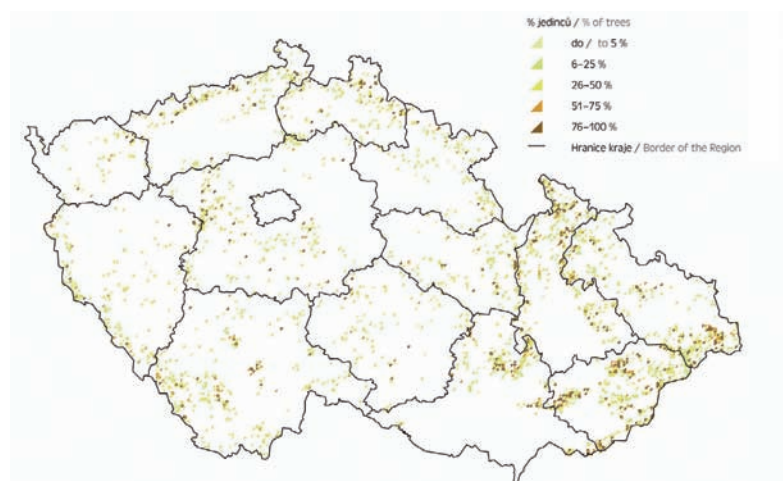 % jedinců / % of trees
do / to 5 %
6–25 %
26–50 %
51–75 %
76–100 %
Hranice kraje / Border of the Region